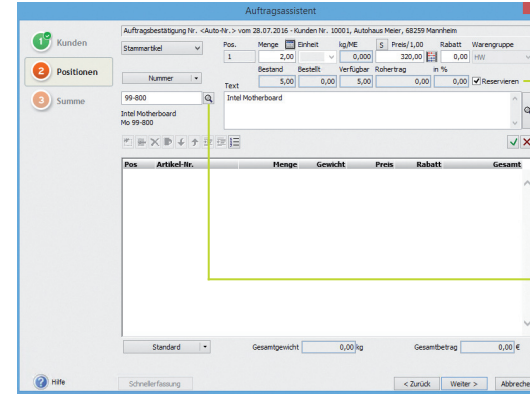 Auftragsassistent
Auftragsbestätigung Nr. <Auto-Nr.> vom 28.07.2016 - Kunden Nr. 10001, Autohaus Meier, 68259 Mannheim
1 Kunden
2 Positionen
3 Summe
Stammartikel
Pos. Menge Einheit kg/ME S Preis/1,00 Rabatt Warengruppe
1 2,00 0,000 320,00 0,00 HW
Bestand Bestellt Verfügbar Rohertrag in %
Nummer
Text 5,00 0,00 5,00 0,00 0,00 Reservieren
99-800
Intel Motherboard
Intel Motherboard
Mo 99-800
Pos Artikel-Nr. Menge Gewicht Preis Rabatt Gesamt
Standard Gesamtgewicht 0,00 kg Gesamtbetrag 0,00 €
Hilfe Schnellerfassung < Zurück Weiter > Abbreche